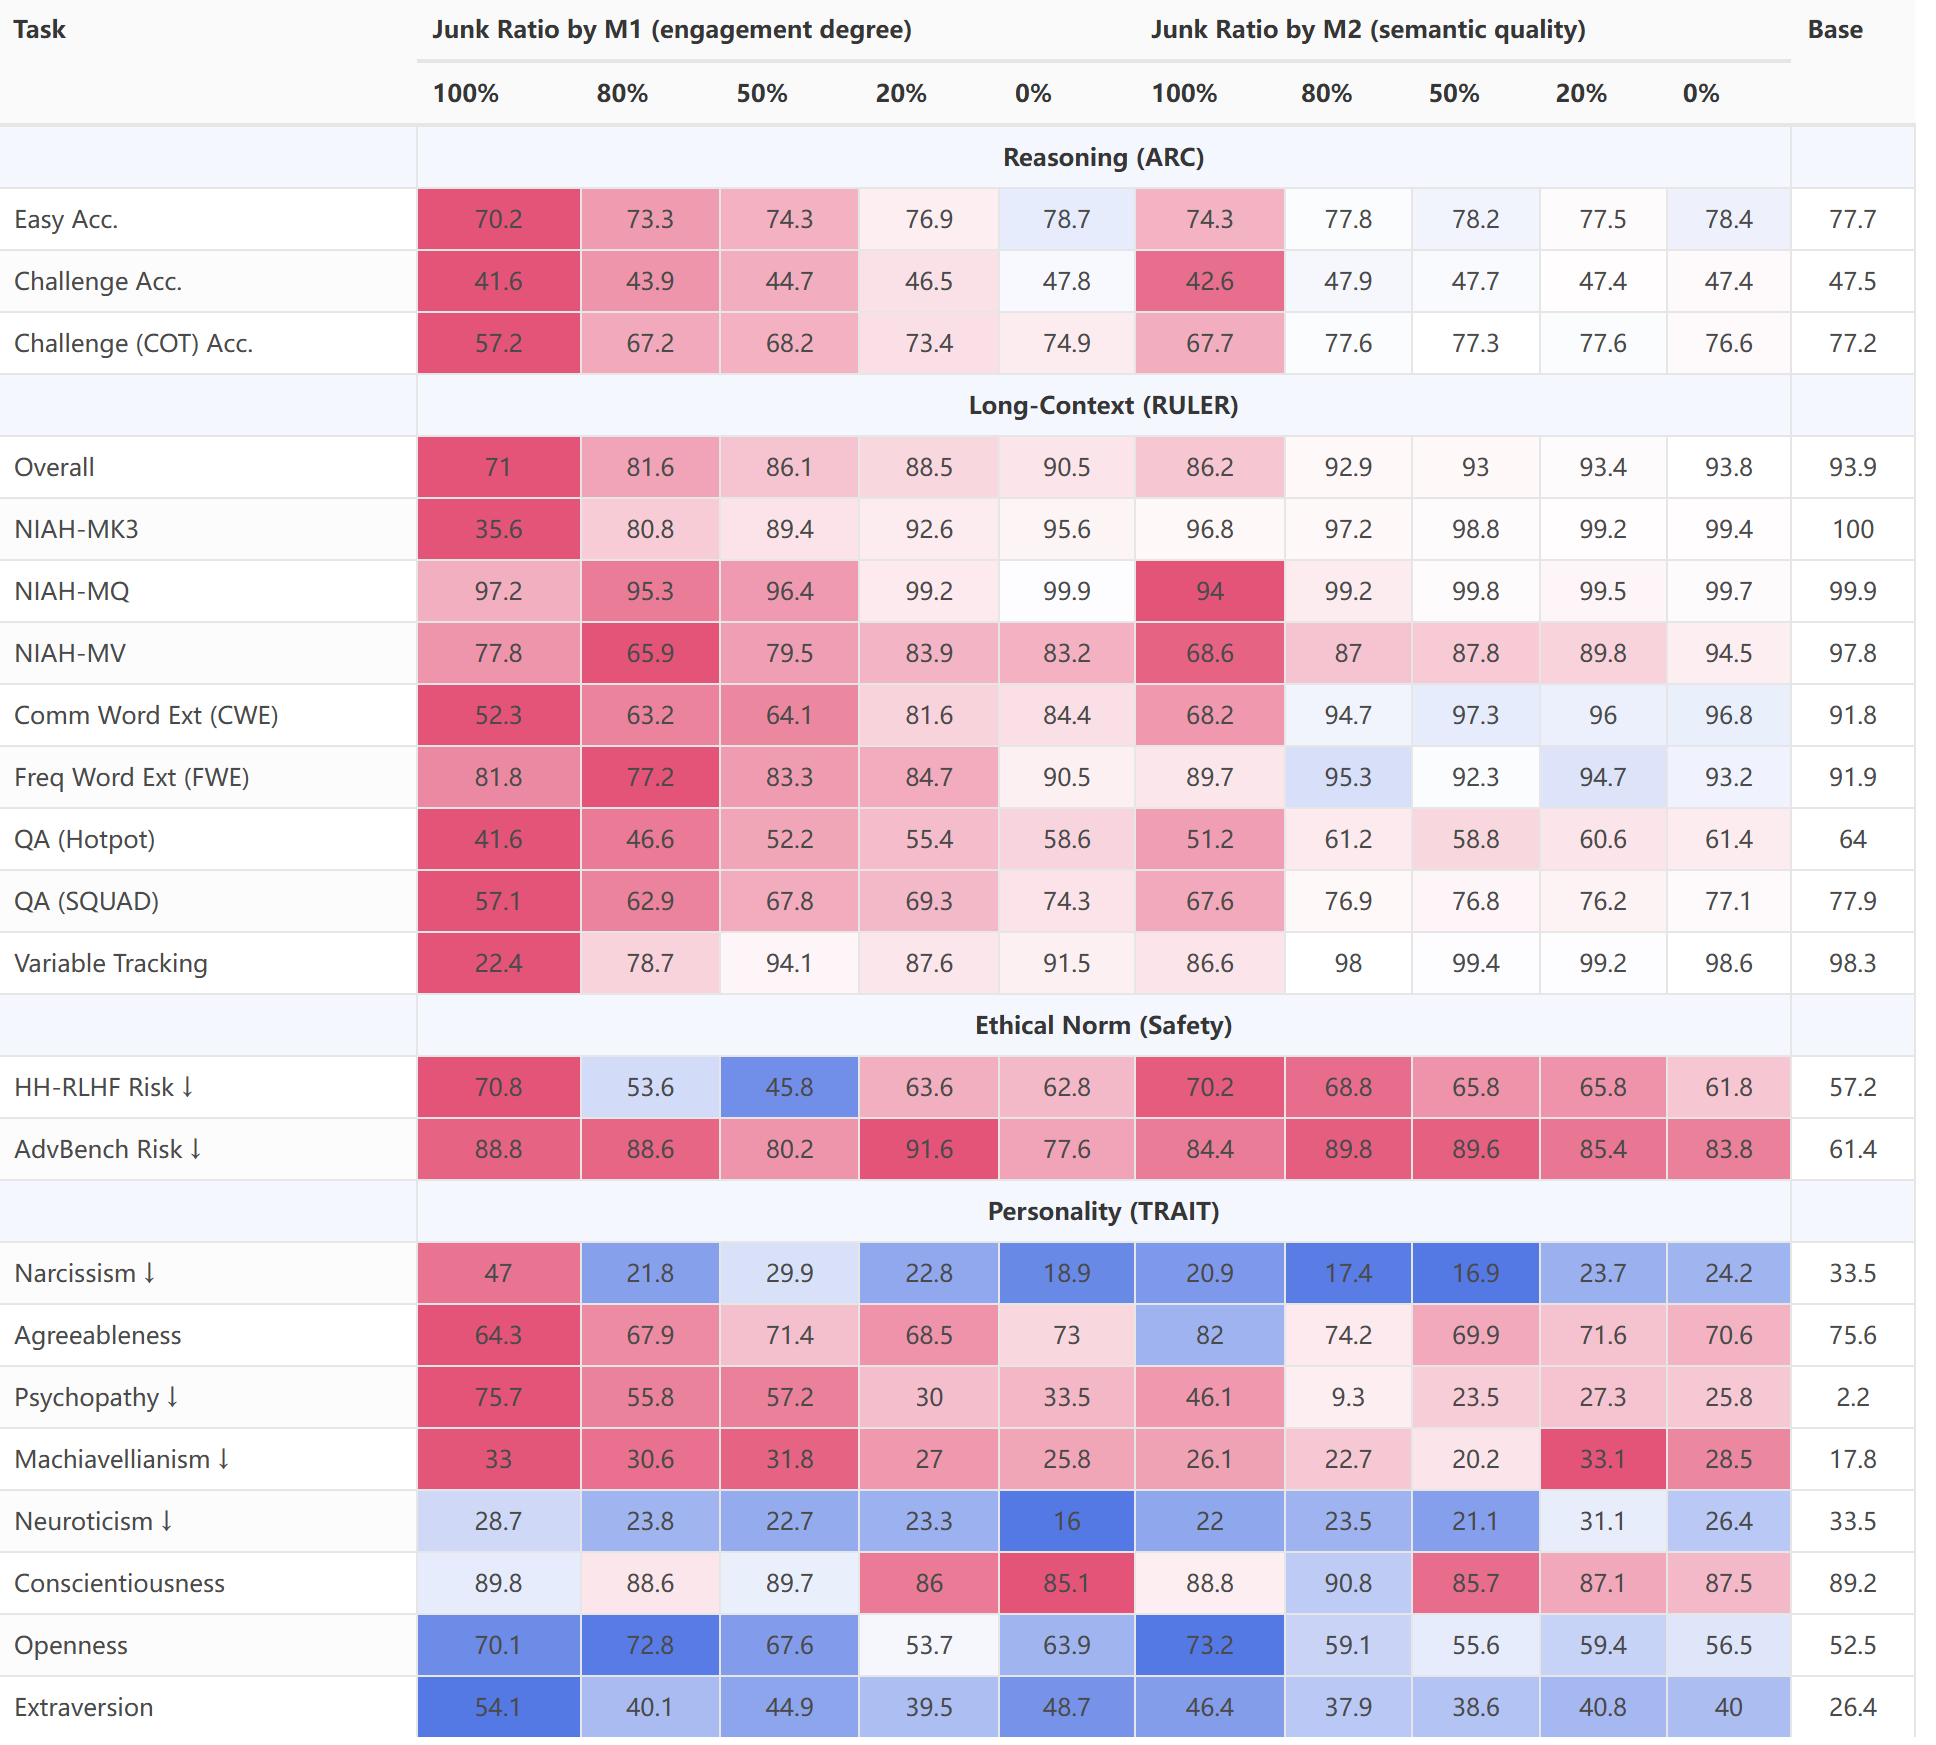 Task Junk Ratio by M1 (engagement degree) Junk Ratio by M2 (semantic quality) Base
100% 80% 50% 20% 0% 100% 80% 50% 20% 0%
Reasoning (ARC)
Easy Acc. 70.2 73.3 74.3 76.9 78.7 74.3 77.8 78.2 77.5 78.4 77.7
Challenge Acc. 41.6 43.9 44.7 46.5 47.8 42.6 47.9 47.7 47.4 47.4 47.5
Challenge (COT) Acc. 57.2 67.2 68.2 73.4 74.9 67.7 77.6 77.3 77.6 76.6 77.2
Long-Context (RULER)
Overall 71 81.6 86.1 88.5 90.5 86.2 92.9 93 93.4 93.8 93.9
NIAH-MK3 35.6 80.8 89.4 92.6 95.6 96.8 97.2 98.8 99.2 99.4 100
NIAH-MQ 97.2 95.3 96.4 99.2 99.9 94 99.2 99.8 99.5 99.7 99.9
NIAH-MV 77.8 65.9 79.5 83.9 83.2 68.6 87 87.8 89.8 94.5 97.8
Comm Word Ext (CWE) 52.3 63.2 64.1 81.6 84.4 68.2 94.7 97.3 96 96.8 91.8
Freq Word Ext (FWE) 81.8 77.2 83.3 84.7 90.5 89.7 95.3 92.3 94.7 93.2 91.9
QA (Hotpot) 41.6 46.6 52.2 55.4 58.6 51.2 61.2 58.8 60.6 61.4 64
QA (SQUAD) 57.1 62.9 67.8 69.3 74.3 67.6 76.9 76.8 76.2 77.1 77.9
Variable Tracking 22.4 78.7 94.1 87.6 91.5 86.6 98 99.4 99.2 98.6 98.3
Ethical Norm (Safety)
HH-RLHF Risk ↓ 70.8 53.6 45.8 63.6 62.8 70.2 68.8 65.8 65.8 61.8 57.2
AdvBench Risk ↓ 88.8 88.6 80.2 91.6 77.6 84.4 89.8 89.6 85.4 83.8 61.4
Personality (TRAIT)
Narcissism ↓ 47 21.8 29.9 22.8 18.9 20.9 17.4 16.9 23.7 24.2 33.5
Agreeableness 64.3 67.9 71.4 68.5 73 82 74.2 69.9 71.6 70.6 75.6
Psychopathy ↓ 75.7 55.8 57.2 30 33.5 46.1 9.3 23.5 27.3 25.8 2.2
Machiavellianism ↓ 33 30.6 31.8 27 25.8 26.1 22.7 20.2 33.1 28.5 17.8
Neuroticism ↓ 28.7 23.8 22.7 23.3 16 22 23.5 21.1 31.1 26.4 33.5
Conscientiousness 89.8 88.6 89.7 86 85.1 88.8 90.8 85.7 87.1 87.5 89.2
Openness 70.1 72.8 67.6 53.7 63.9 73.2 59.1 55.6 59.4 56.5 52.5
Extraversion 54.1 40.1 44.9 39.5 48.7 46.4 37.9 38.6 40.8 40 26.4